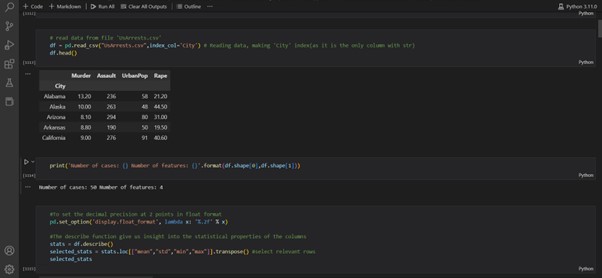 + Code + Markdown | Run All Clear All Outputs | Outline ... Python 3.11.0
Python
# read data from file 'UsArrests.csv'
df = pd.read_csv("UsArrests.csv",index_col='City') # Reading data, making 'City' index(as it is the only column with str)
df.head()
Python
Murder Assault UrbanPop Rape
City
Alabama 13.20 236 58 21.20
Alaska 10.00 263 48 44.50
Arizona 8.10 294 80 31.00
Arkansas 8.80 190 50 19.50
California 9.00 276 91 40.60
print('Number of cases: {} Number of features: {}'.format(df.shape[0],df.shape[1]))
Python
Number of cases: 50 Number of features: 4
#To set the decimal precision at 2 points in float format
pd.set_option('display.float_format', lambda x: '%.2f' % x)
#The describe function give us insight into the statistical properties of the columns
stats = df.describe()
selected_stats = stats.loc[["mean","std","min","max"]].transpose() #select relevant rows
selected_stats
Python